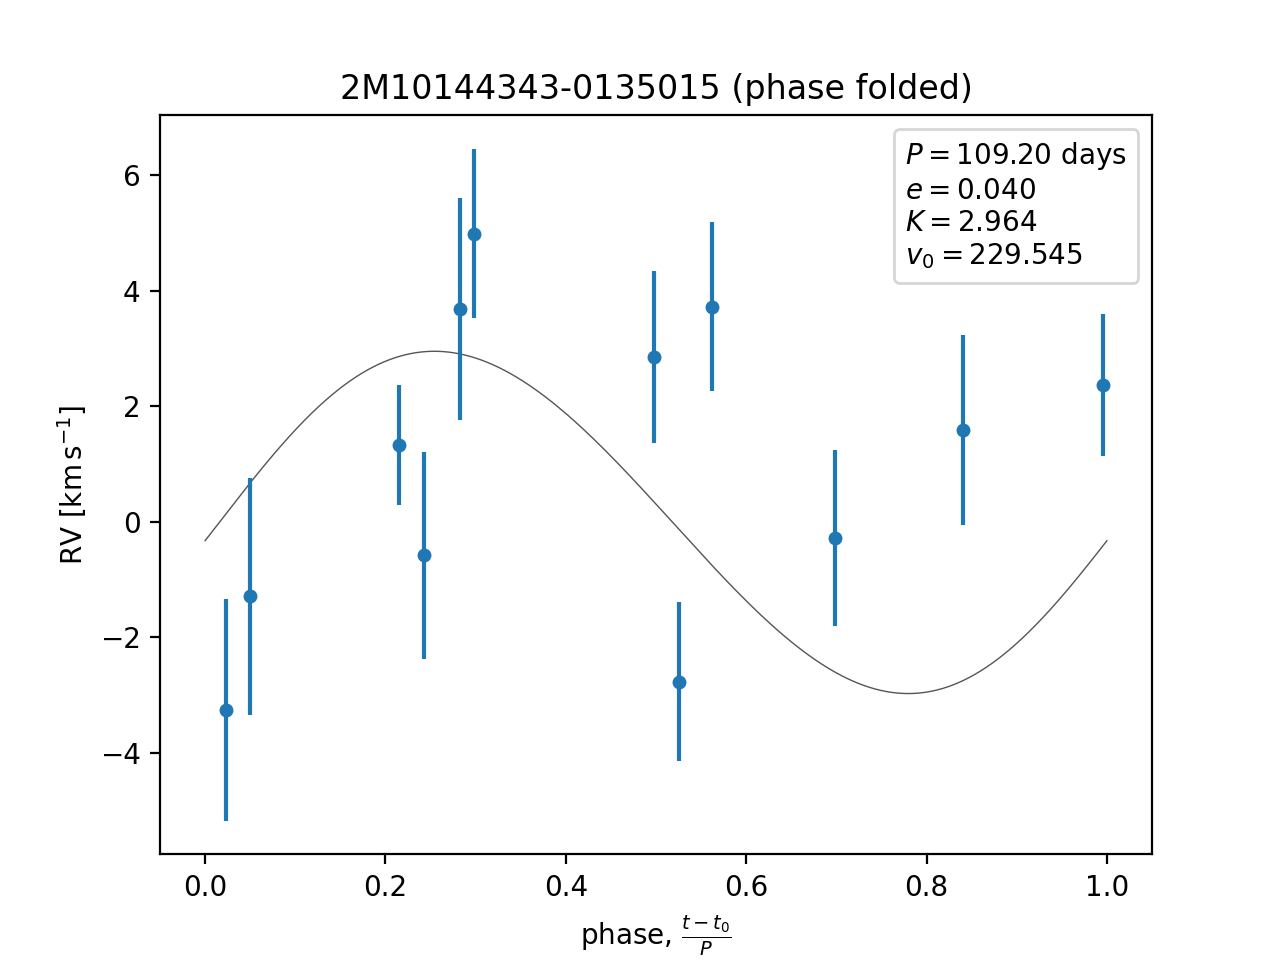 2M10144343-0135015 (phase folded)
P = 109.20 days
e = 0.040
K = 2.964
v₀ = 229.545
RV [km s⁻¹]
6
4
2
0
−2
−4
0.0 0.2 0.4 0.6 0.8 1.0
phase, (t − t₀)/P